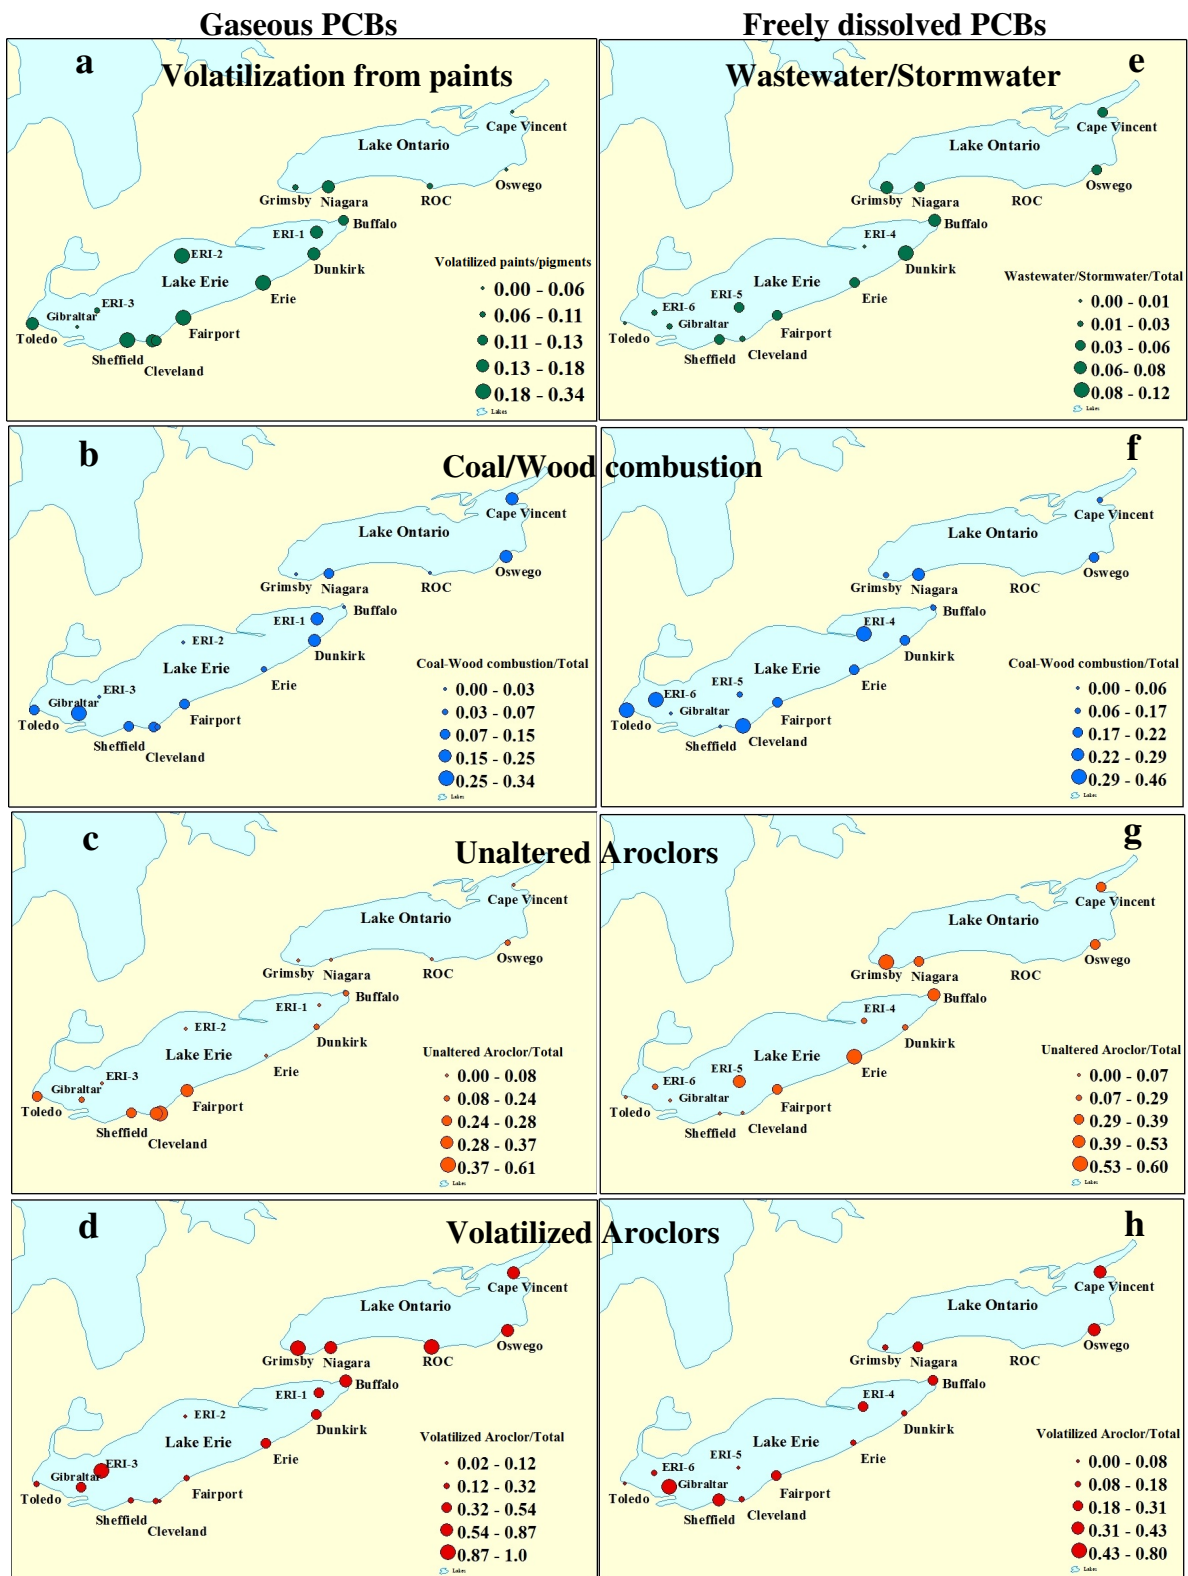 Gaseous PCBs
Freely dissolved PCBs
a
Volatilization from paints
Cape Vincent
Lake Ontario
Oswego
Grimsby
Niagara
ROC
Buffalo
ERI-1
ERI-2
Dunkirk
Lake Erie
Erie
ERI-3
Gibraltar
Toledo
Fairport
Sheffield
Cleveland
Volatilized paints/pigments
0.00 - 0.06
0.06 - 0.11
0.11 - 0.13
0.13 - 0.18
0.18 - 0.34
Lakes
Wastewater/Stormwater
e
Cape Vincent
Lake Ontario
Oswego
Grimsby
Niagara
ROC
Buffalo
ERI-4
Dunkirk
Lake Erie
Erie
ERI-5
ERI-6
Gibraltar
Toledo
Fairport
Sheffield
Cleveland
Wastewater/Stormwater/Total
0.00 - 0.01
0.01 - 0.03
0.03 - 0.06
0.06- 0.08
0.08 - 0.12
Lakes
b
Coal/Wood combustion
f
Cape Vincent
Lake Ontario
Oswego
Grimsby
Niagara
ROC
Buffalo
ERI-1
ERI-2
Dunkirk
Lake Erie
Erie
ERI-3
Gibraltar
Toledo
Fairport
Sheffield
Cleveland
Coal-Wood combustion/Total
0.00 - 0.03
0.03 - 0.07
0.07 - 0.15
0.15 - 0.25
0.25 - 0.34
Lakes
Cape Vincent
Lake Ontario
Oswego
Grimsby
Niagara
ROC
Buffalo
ERI-4
Dunkirk
Lake Erie
Erie
ERI-5
ERI-6
Gibraltar
Toledo
Fairport
Sheffield
Cleveland
Coal-Wood combustion/Total
0.00 - 0.06
0.06 - 0.17
0.17 - 0.22
0.22 - 0.29
0.29 - 0.46
Lakes
c
Unaltered Aroclors
g
Cape Vincent
Lake Ontario
Oswego
Grimsby
Niagara
ROC
Buffalo
ERI-1
ERI-2
Dunkirk
Lake Erie
Erie
ERI-3
Gibraltar
Toledo
Fairport
Sheffield
Cleveland
Unaltered Aroclor/Total
0.00 - 0.08
0.08 - 0.24
0.24 - 0.28
0.28 - 0.37
0.37 - 0.61
Lakes
Cape Vincent
Lake Ontario
Oswego
Grimsby
Niagara
ROC
Buffalo
ERI-4
Dunkirk
Lake Erie
Erie
ERI-5
ERI-6
Gibraltar
Toledo
Fairport
Sheffield
Cleveland
Unaltered Aroclor/Total
0.00 - 0.07
0.07 - 0.29
0.29 - 0.39
0.39 - 0.53
0.53 - 0.60
Lakes
d
Volatilized Aroclors
h
Cape Vincent
Lake Ontario
Oswego
Grimsby
Niagara
ROC
Buffalo
ERI-1
ERI-2
Dunkirk
Lake Erie
Erie
ERI-3
Gibraltar
Toledo
Fairport
Sheffield
Cleveland
Volatilized Aroclor/Total
0.02 - 0.12
0.12 - 0.32
0.32 - 0.54
0.54 - 0.87
0.87 - 1.0
Lakes
Cape Vincent
Lake Ontario
Oswego
Grimsby
Niagara
ROC
Buffalo
ERI-4
Dunkirk
Lake Erie
Erie
ERI-5
ERI-6
Gibraltar
Toledo
Fairport
Sheffield
Cleveland
Volatilized Aroclor/Total
0.00 - 0.08
0.08 - 0.18
0.18 - 0.31
0.31 - 0.43
0.43 - 0.80
Lakes